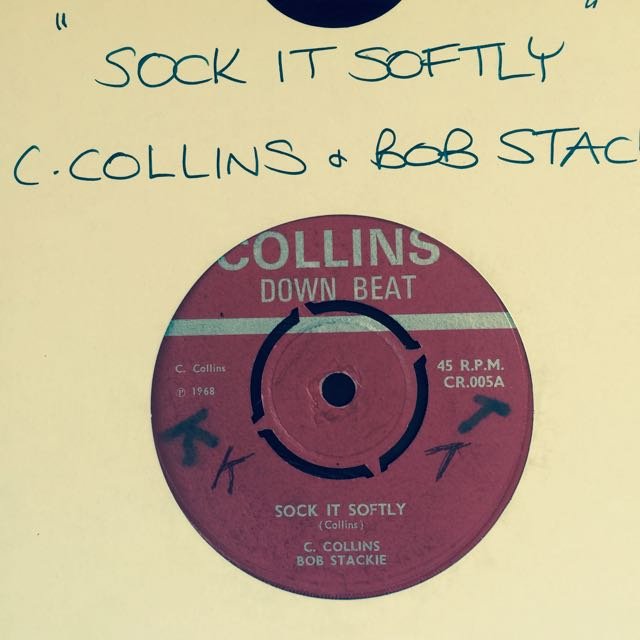 " "
SOCK IT SOFTLY
C. COLLINS & BOB STAC
COLLINS
DOWN BEAT
C. Collins
℗ 1968
45 R.P.M.
CR.005A
K K T T
SOCK IT SOFTLY
(Collins)
C. COLLINS
BOB STACKIE